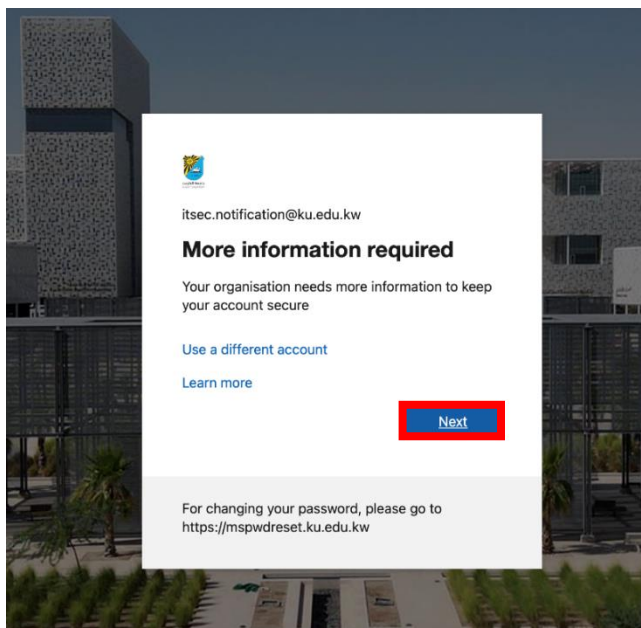 itsec.notification@ku.edu.kw
More information required
Your organisation needs more information to keep
your account secure
Use a different account
Learn more
Next
For changing your password, please go to
https://mspwdreset.ku.edu.kw